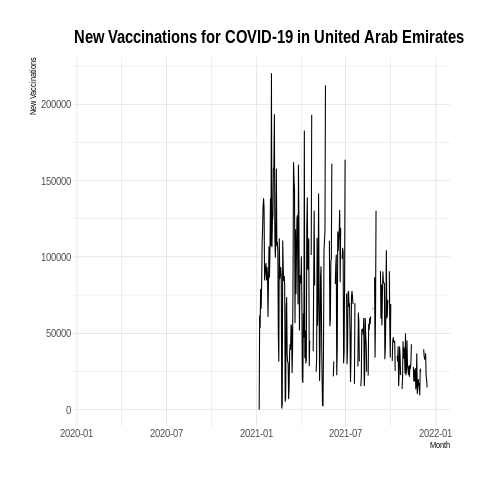 New Vaccinations for COVID-19 in United Arab Emirates
New Vaccinations
200000
150000
100000
50000
0
2020-01 2020-07 2021-01 2021-07 2022-01
Month